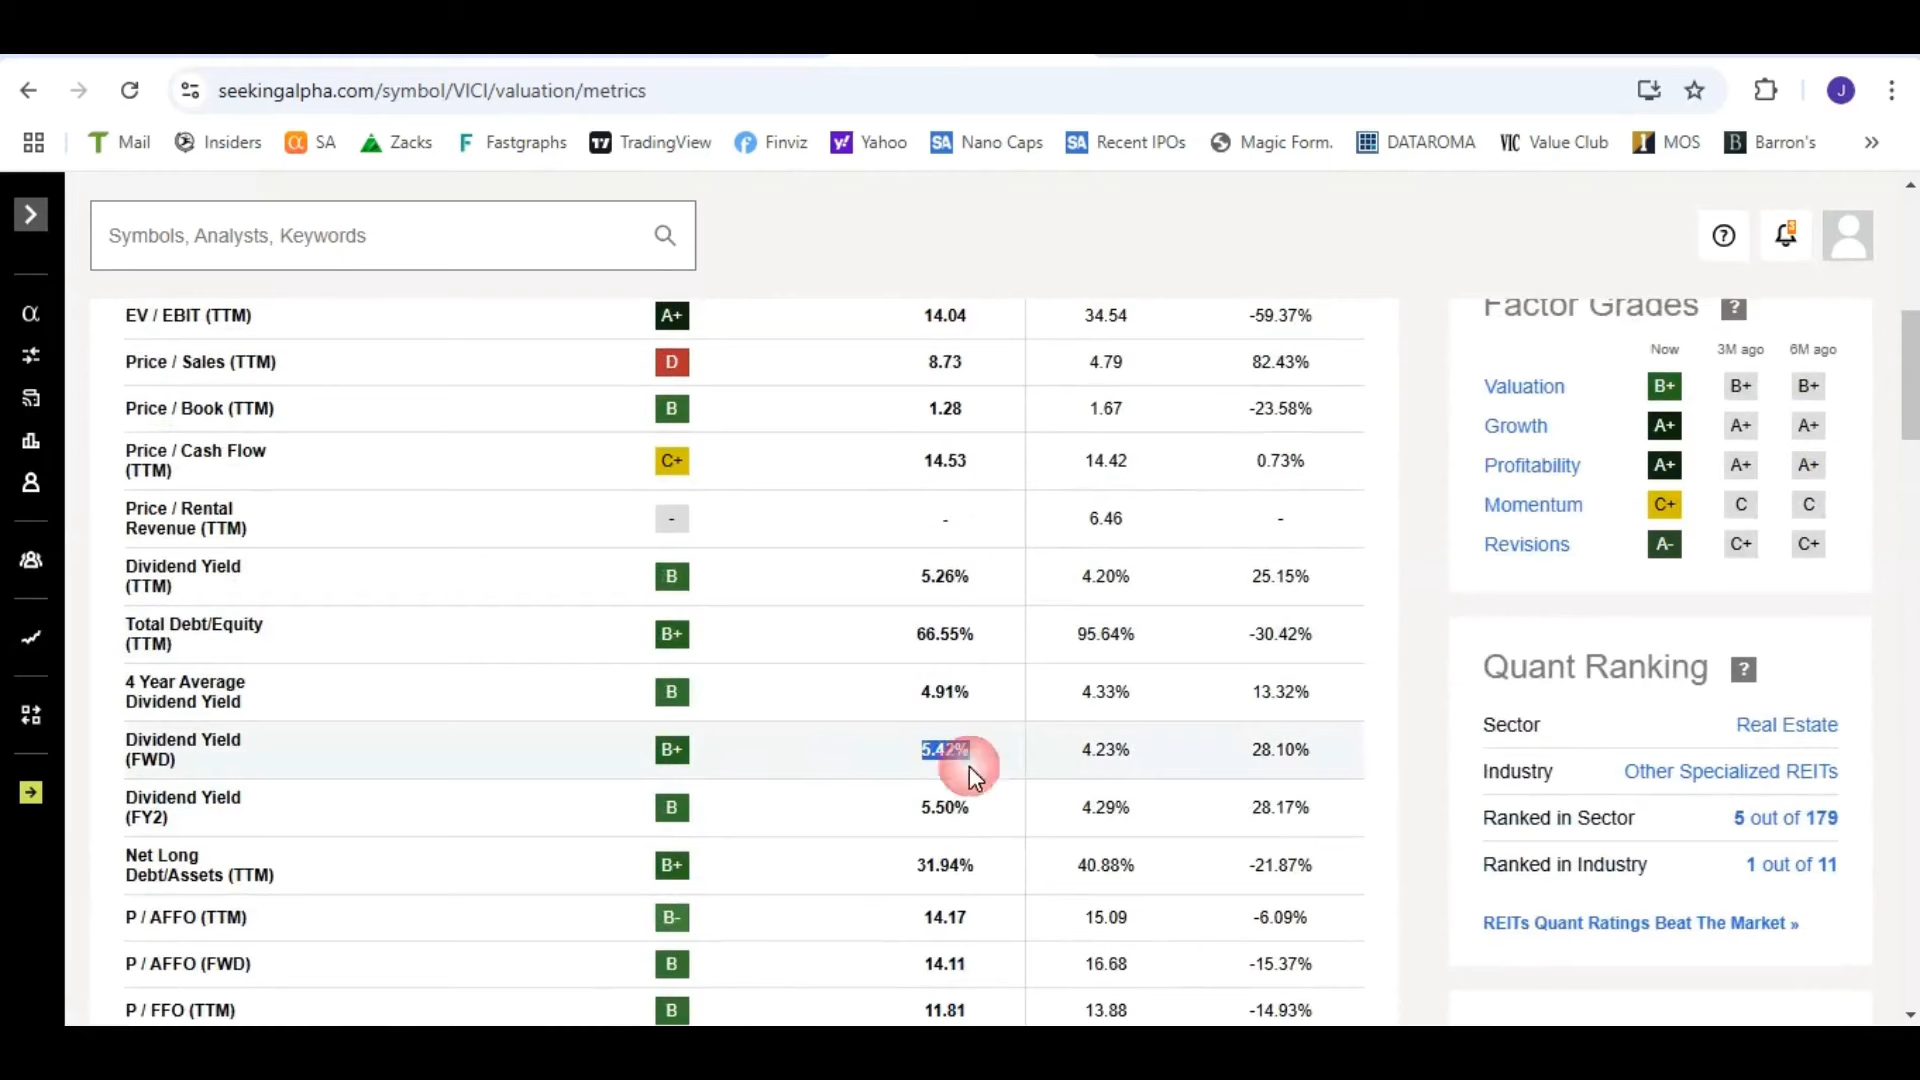 seekingalpha.com/symbol/VICI/valuation/metrics
J
Mail Insiders SA Zacks Fastgraphs TradingView Finviz Yahoo Nano Caps Recent IPOs Magic Form. DATAROMA VIC Value Club MOS Barron's »
Symbols, Analysts, Keywords
EV / EBIT (TTM) A+ 14.04 34.54 -59.37%
Price / Sales (TTM) D 8.73 4.79 82.43%
Price / Book (TTM) B 1.28 1.67 -23.58%
Price / Cash Flow
(TTM) C+ 14.53 14.42 0.73%
Price / Rental
Revenue (TTM) - - 6.46 -
Dividend Yield
(TTM) B 5.26% 4.20% 25.15%
Total Debt/Equity
(TTM) B+ 66.55% 95.64% -30.42%
4 Year Average
Dividend Yield B 4.91% 4.33% 13.32%
Dividend Yield
(FWD) B+ 5.42% 4.23% 28.10%
Dividend Yield
(FY2) B 5.50% 4.29% 28.17%
Net Long
Debt/Assets (TTM) B+ 31.94% 40.88% -21.87%
P / AFFO (TTM) B- 14.17 15.09 -6.09%
P / AFFO (FWD) B 14.11 16.68 -15.37%
P / FFO (TTM) B 11.81 13.88 -14.93%
Factor Grades ?
Now 3M ago 6M ago
Valuation B+ B+ B+
Growth A+ A+ A+
Profitability A+ A+ A+
Momentum C+ C C
Revisions A- C+ C+
Quant Ranking ?
Sector Real Estate
Industry Other Specialized REITs
Ranked in Sector 5 out of 179
Ranked in Industry 1 out of 11
REITs Quant Ratings Beat The Market »